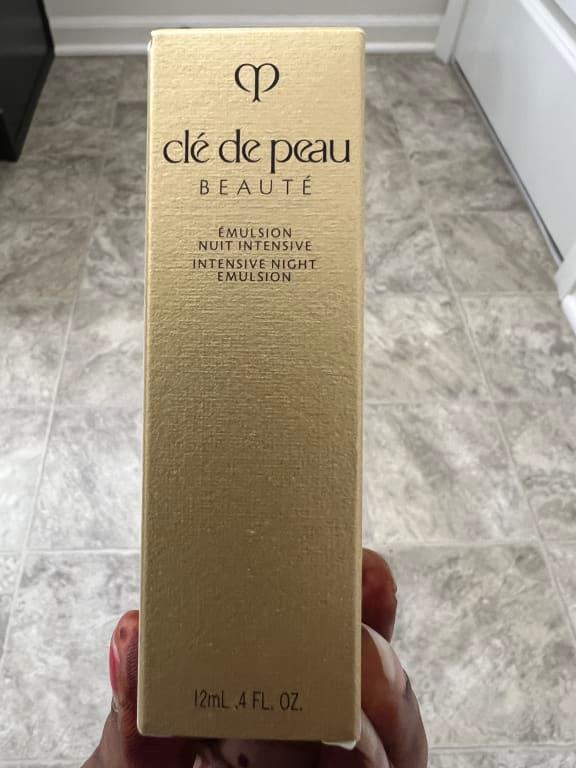 clé de peau
BEAUTÉ
ÉMULSION
NUIT INTENSIVE
INTENSIVE NIGHT
EMULSION
12mL .4 FL. OZ.